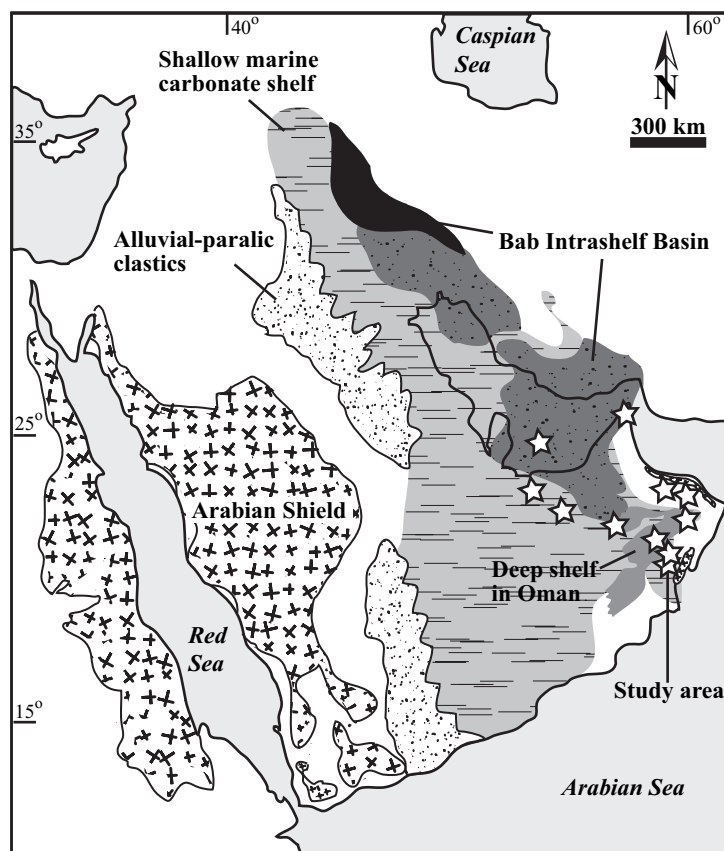 40°
60°
Caspian
Sea
Shallow marine
carbonate shelf
N
300 km
35°
Alluvial-paralic
clastics
Bab Intrashelf Basin
25°
Arabian Shield
Deep shelf
in Oman
Red
Sea
Study area
15°
Arabian Sea